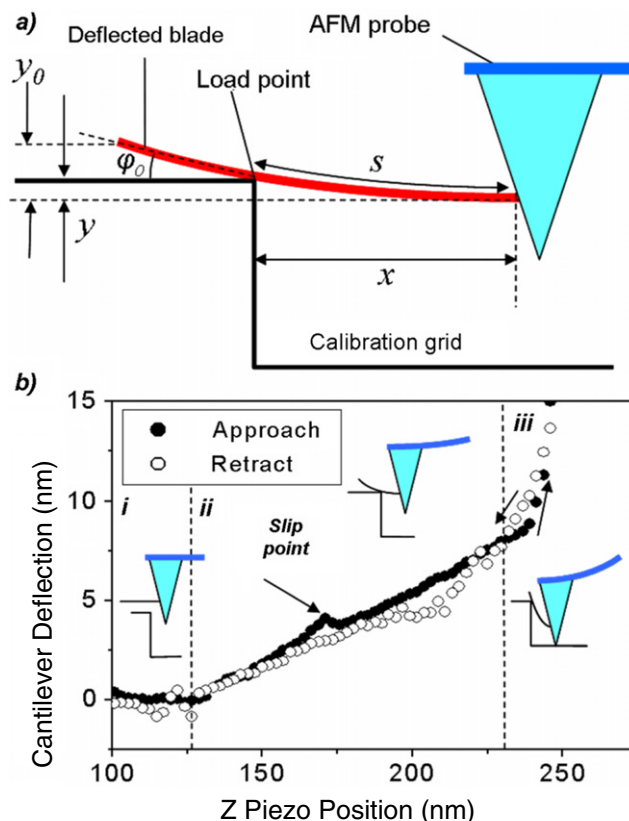 a)
AFM probe
Deflected blade
y₀
Load point
φ₀
s
y
x
Calibration grid
b)
15
Approach
Retract
iii
i
ii
10
Slip
point
5
0
100
150
200
250
Cantilever Deflection (nm)
Z Piezo Position (nm)